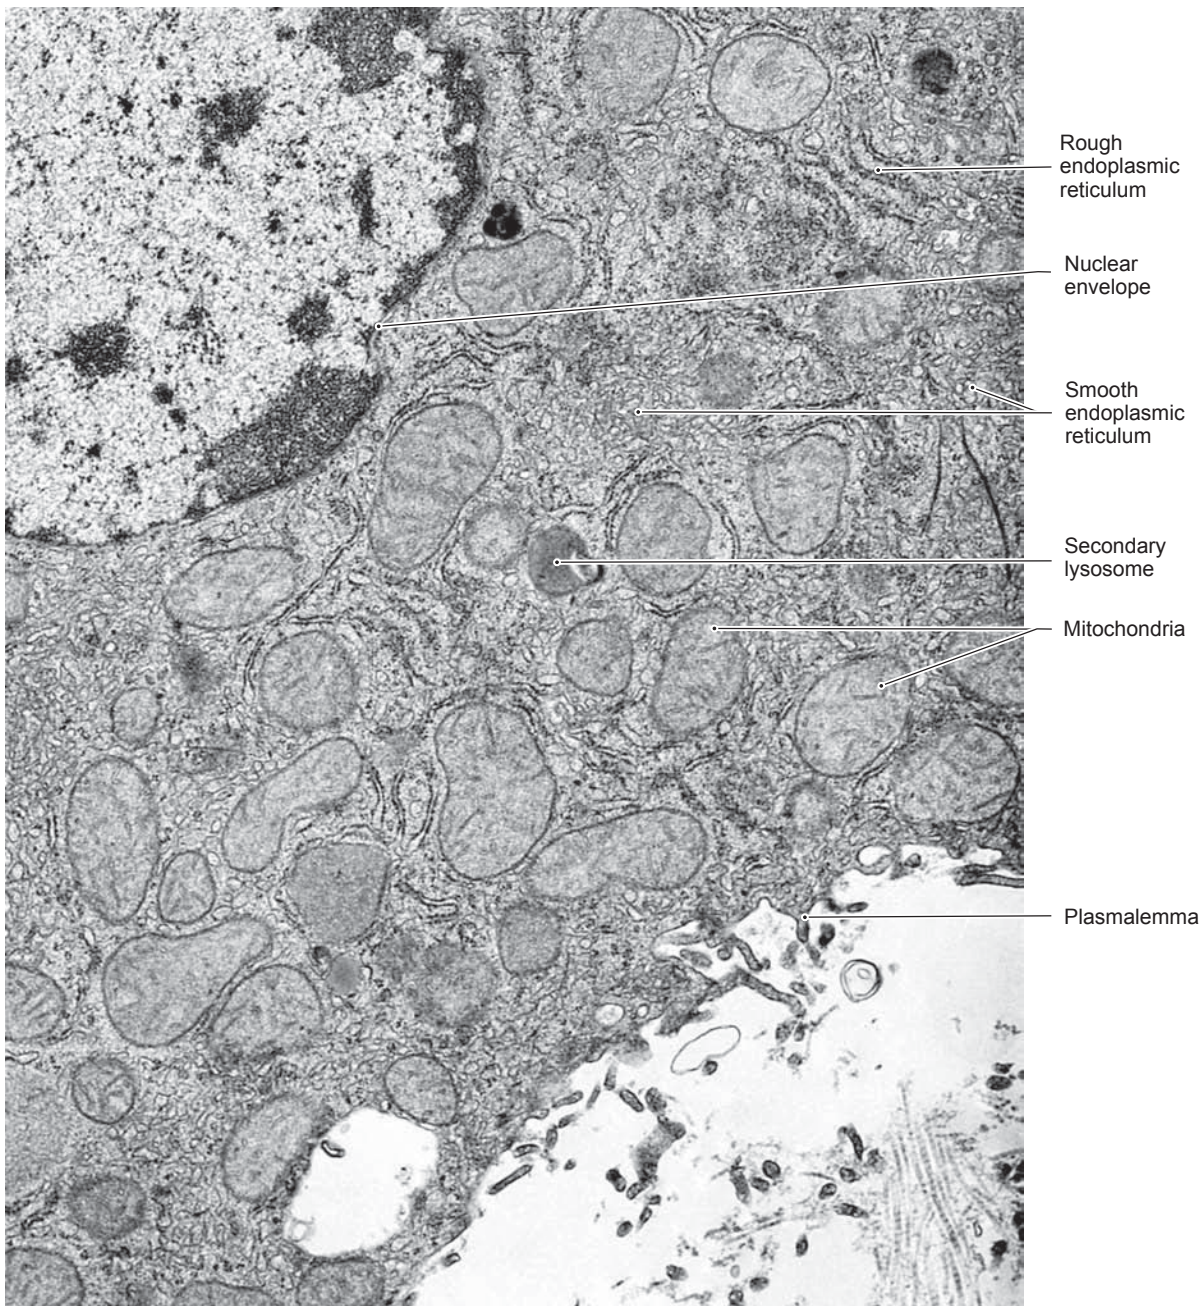 Rough
endoplasmic
reticulum
Nuclear
envelope
Smooth
endoplasmic
reticulum
Secondary
lysosome
Mitochondria
Plasmalemma